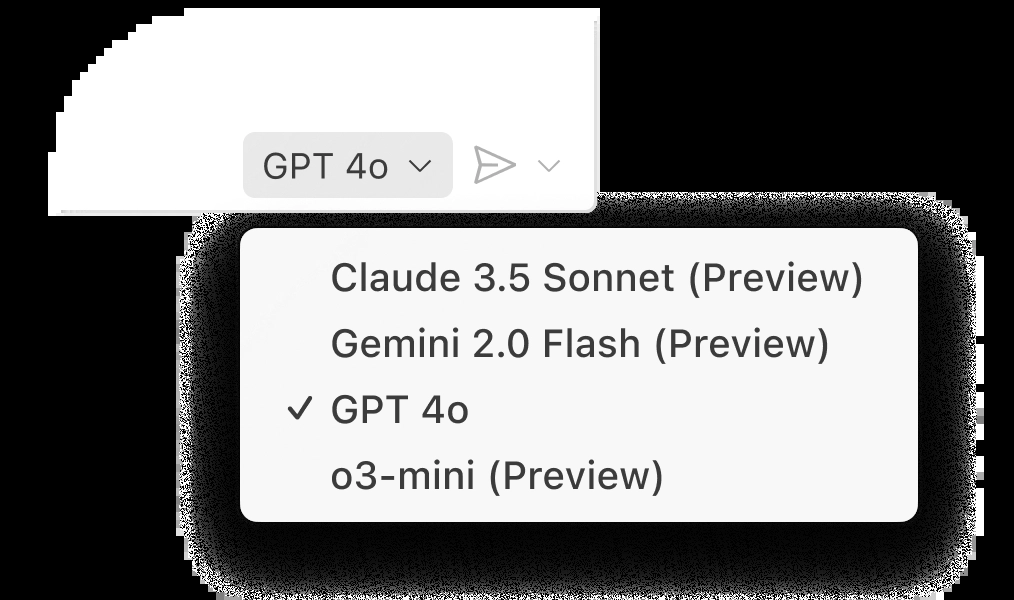 GPT 4o
Claude 3.5 Sonnet (Preview)
Gemini 2.0 Flash (Preview)
GPT 4o
o3-mini (Preview)